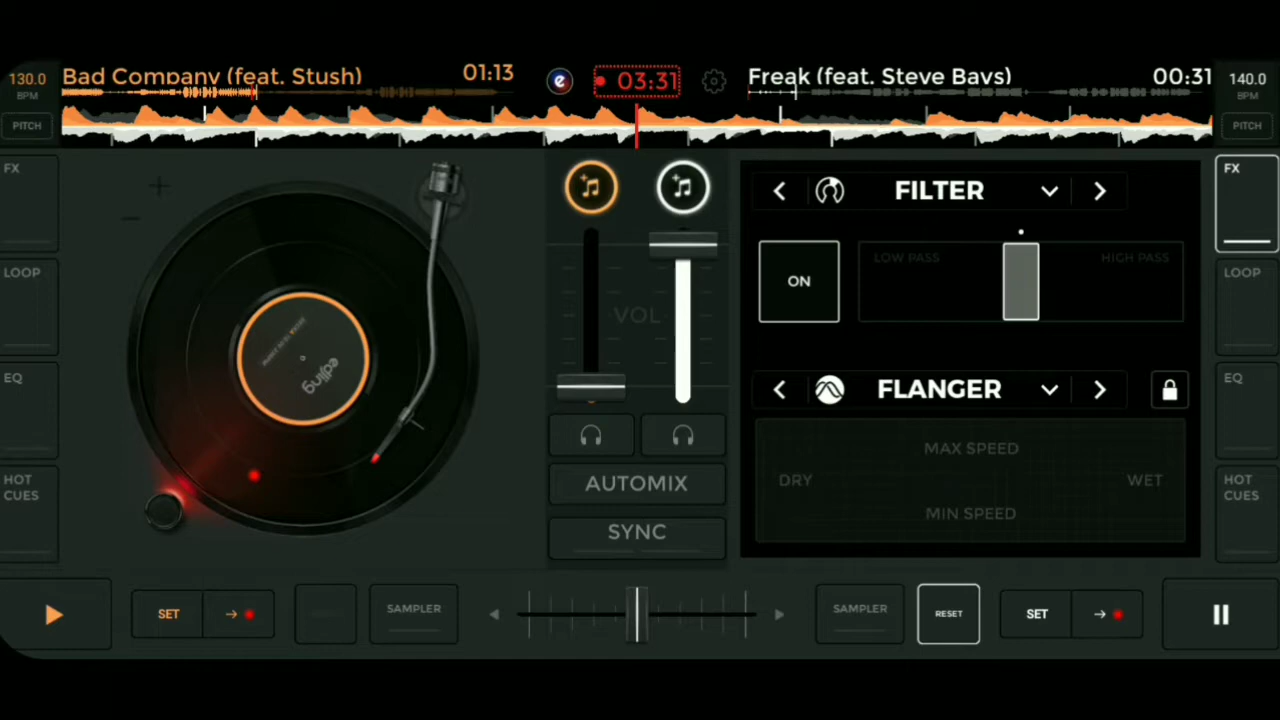 130.0
BPM
PITCH
Bad Company (feat. Stush)
01:13
e
03:31
Freak (feat. Steve Bays)
00:31
140.0
BPM
PITCH
FX
LOOP
EQ
HOT
CUES
edjing
VOL
AUTOMIX
SYNC
FILTER
ON
LOW PASS
HIGH PASS
FLANGER
MAX SPEED
DRY
WET
MIN SPEED
FX
LOOP
EQ
HOT
CUES
SET
SAMPLER
SAMPLER
RESET
SET